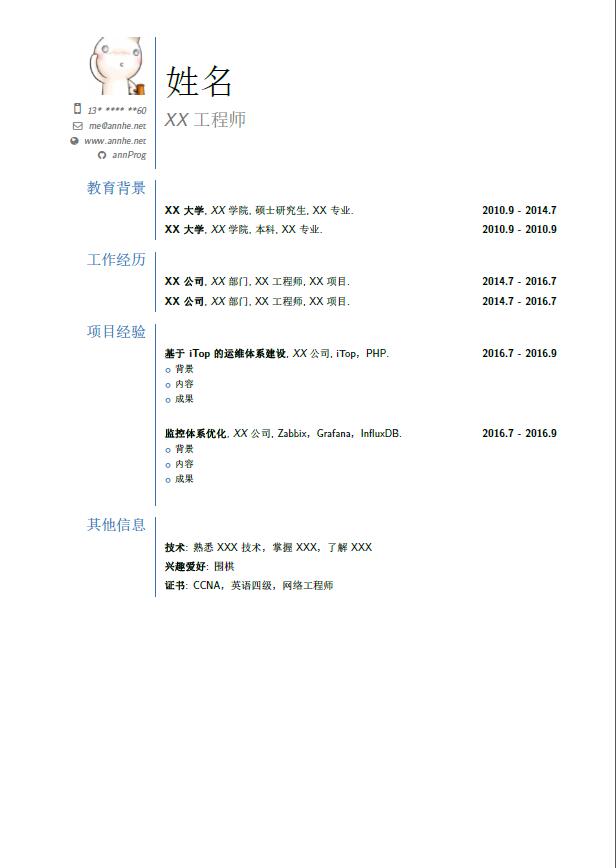 姓名
XX 工程师
13* **** **60
me@annhe.net
www.annhe.net
annProg
教育背景
XX 大学, XX 学院, 硕士研究生, XX 专业. 2010.9 - 2014.7
XX 大学, XX 学院, 本科, XX 专业. 2010.9 - 2010.9
工作经历
XX 公司, XX 部门, XX 工程师, XX 项目. 2014.7 - 2016.7
XX 公司, XX 部门, XX 工程师, XX 项目. 2014.7 - 2016.7
项目经验
基于 iTop 的运维体系建设, XX 公司, iTop，PHP. 2016.7 - 2016.9
背景
内容
成果
监控体系优化, XX 公司, Zabbix，Grafana，InfluxDB. 2016.7 - 2016.9
背景
内容
成果
其他信息
技术: 熟悉 XXX 技术，掌握 XXX，了解 XXX
兴趣爱好: 围棋
证书: CCNA，英语四级，网络工程师